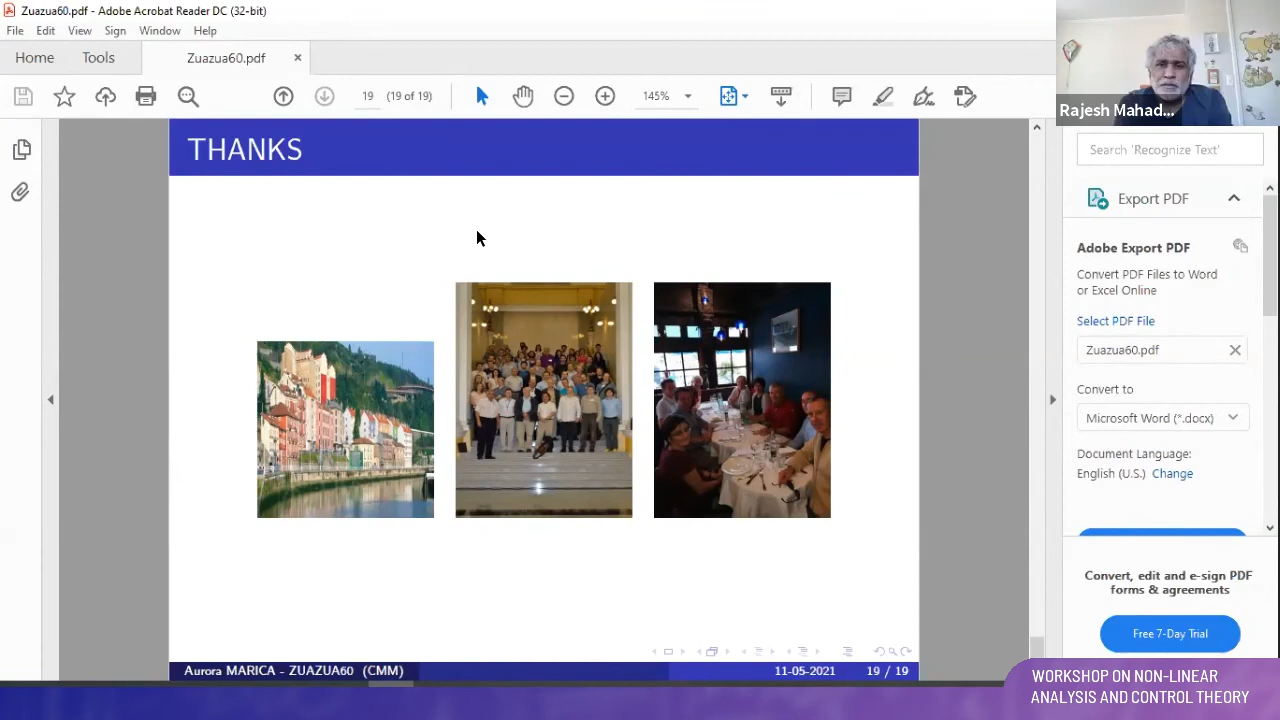 Zuazua60.pdf - Adobe Acrobat Reader DC (32-bit)
File Edit View Sign Window Help
Home Tools Zuazua60.pdf
19 (19 of 19) 145%
Rajesh Mahad...
THANKS
Aurora MARICA - ZUAZUA60 (CMM) 11-05-2021 19 / 19
Search 'Recognize Text'
Export PDF
Adobe Export PDF
Convert PDF Files to Word
or Excel Online
Select PDF File
Zuazua60.pdf
Convert to
Microsoft Word (*.docx)
Document Language:
English (U.S.) Change
Convert, edit and e-sign PDF
forms & agreements
Free 7-Day Trial
WORKSHOP ON NON-LINEAR
ANALYSIS AND CONTROL THEORY